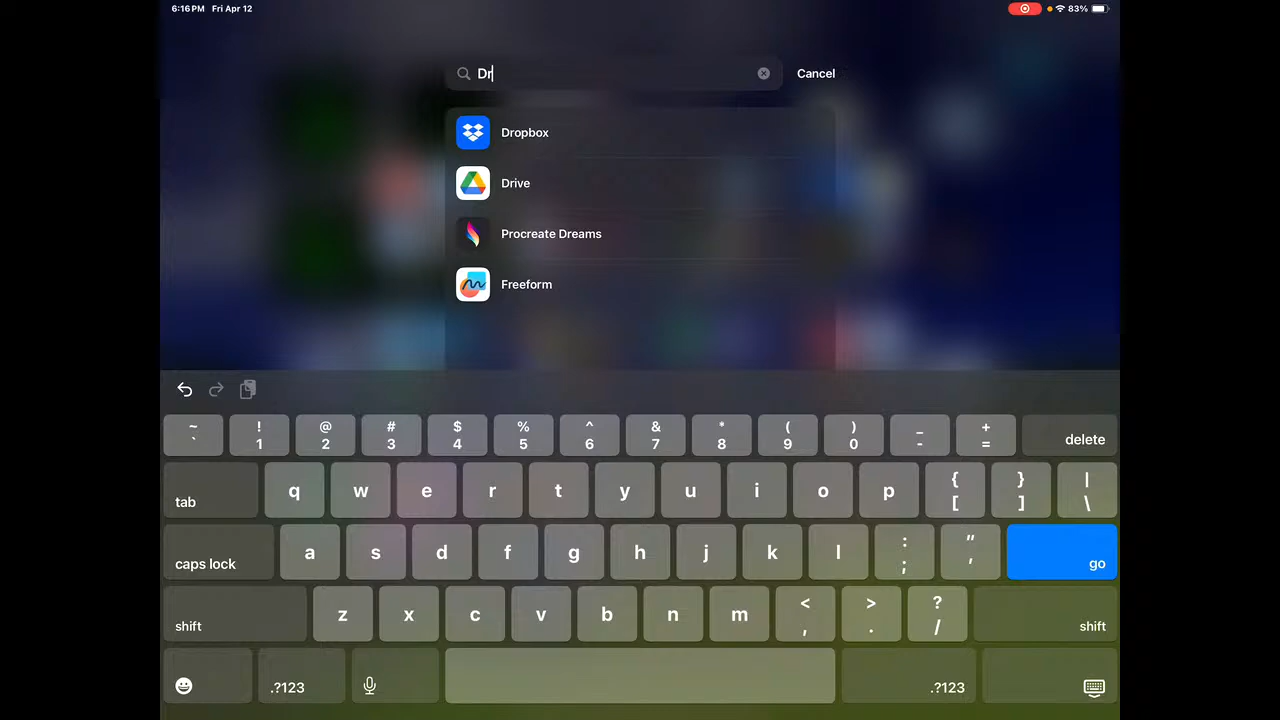 6:16 PM Fri Apr 12
83%
Dr
Cancel
Dropbox
Drive
Procreate Dreams
Freeform
~ ! @ # $ % ^ & * ( ) _ +
` 1 2 3 4 5 6 7 8 9 0 - = delete
tab q w e r t y u i o p { [ } ] | \
caps lock a s d f g h j k l : ; " ' go
shift z x c v b n m < , > . ? / shift
.?123 .?123